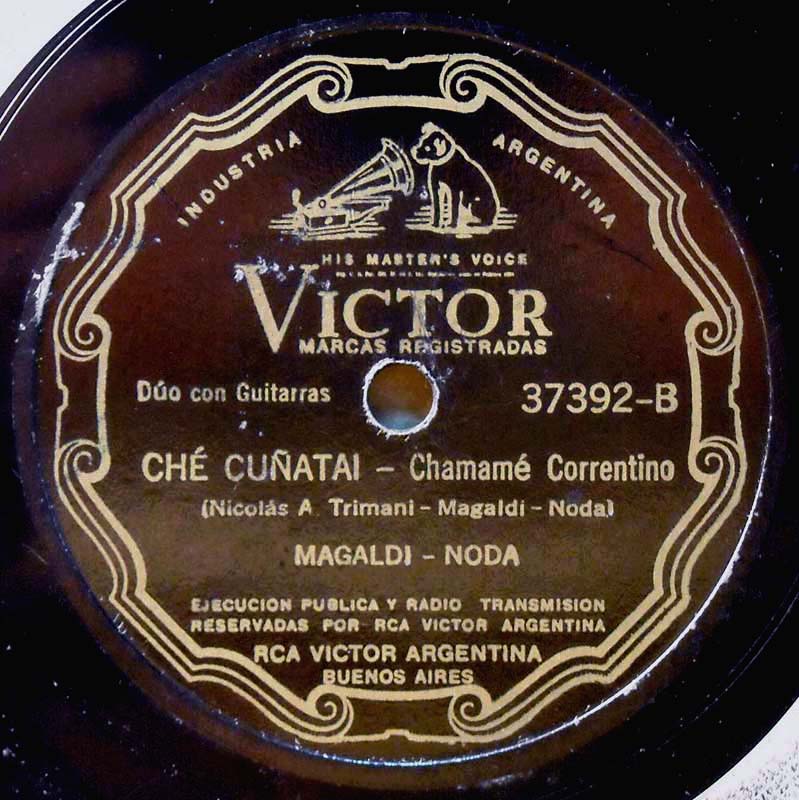 INDUSTRIA ARGENTINA
HIS MASTER'S VOICE
VICTOR
MARCAS REGISTRADAS
Dúo con Guitarras 37392-B
CHÉ CUÑATAI – Chamamé Correntino
(Nicolás A. Trimani – Magaldi – Noda)
MAGALDI – NODA
EJECUCION PUBLICA Y RADIO TRANSMISION
RESERVADAS POR RCA VICTOR ARGENTINA
RCA VICTOR ARGENTINA
BUENOS AIRES